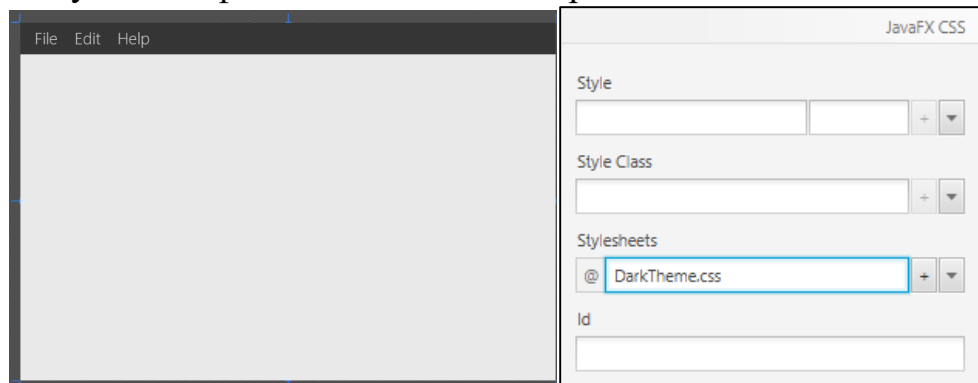 File Edit Help
JavaFX CSS
Style
+
Style Class
+
Stylesheets
@ DarkTheme.css +
Id